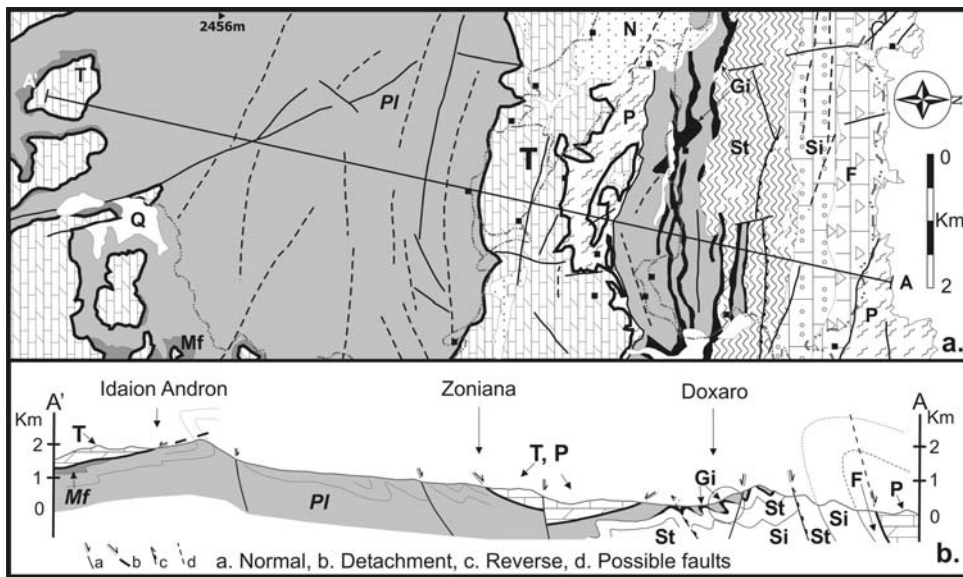 2456m
N
T
A'
Pl
P
Gi
N
T
St
Si
F
0
Km
2
Q
A
P
Mf
a.
Idaion Andron
Zoniana
Doxaro
A'
A
Km
Km
T
T, P
Gi
F
P
2
2
1
1
0
0
Mf
Pl
St
St
Si
St
Si
a b c d a. Normal, b. Detachment, c. Reverse, d. Possible faults
b.